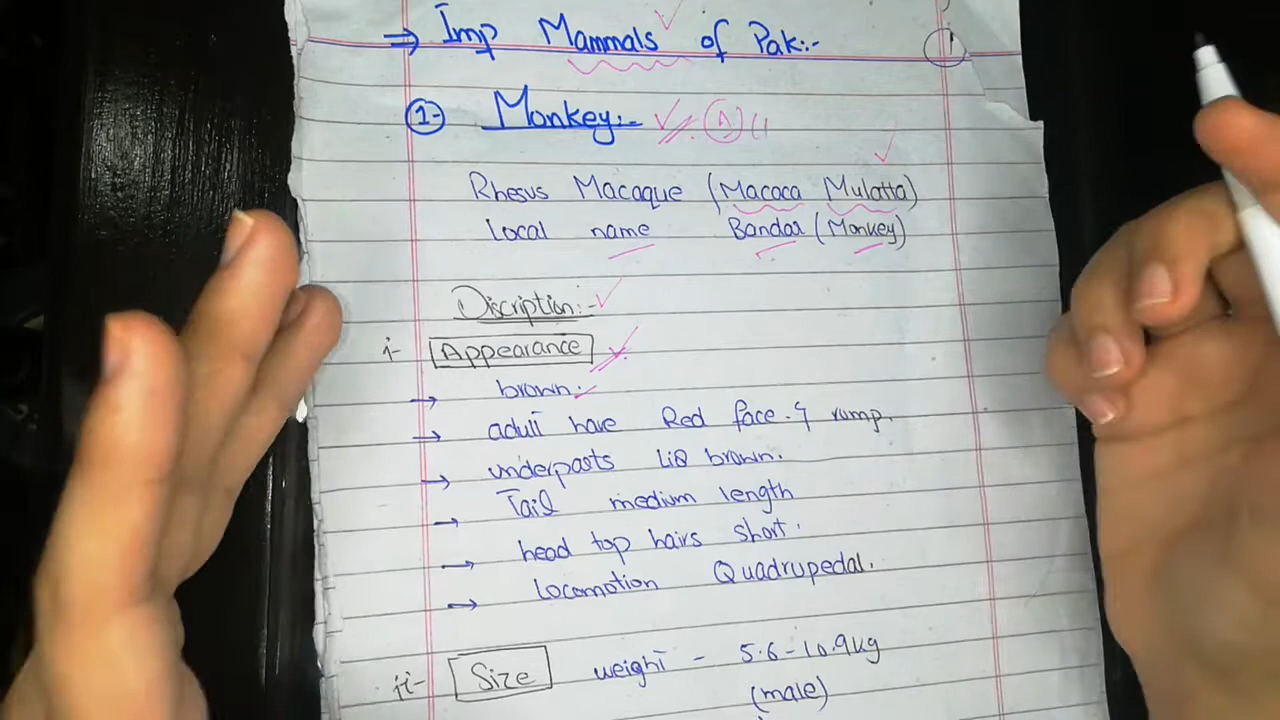 ⇒ Imp Mammals of Pak:-
1- Monkey:-
Rhesus Macaque (Macaca Mulatta)
Local name Bandar (Monkey)
Discription:-
i- Appearance
→ brown.
→ adult have Red face & rump.
→ underparts brown.
→ Tail medium length
→ head top hairs short.
→ locomotion Quadrupedal.
ii- Size weight - 5.6-10.9kg
(male)